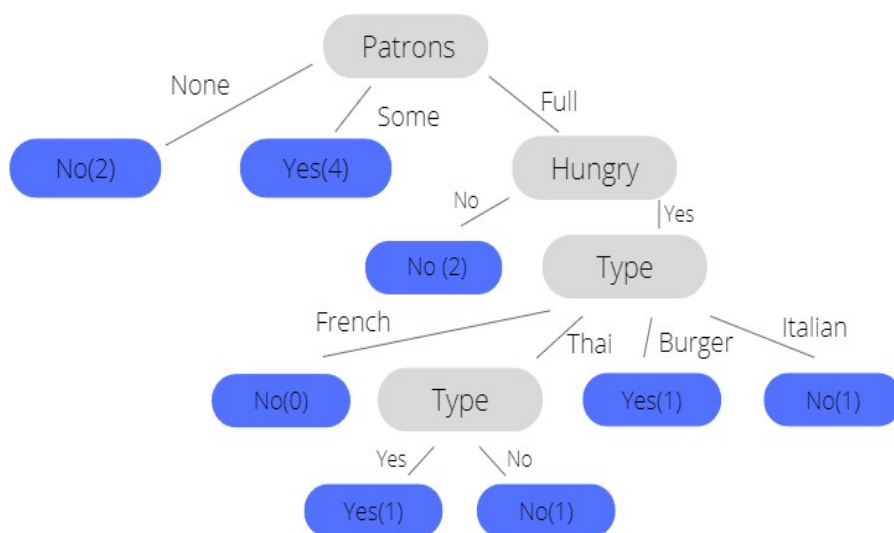 Patrons
None
Some
Full
No(2)
Yes(4)
Hungry
No
Yes
No (2)
Type
French
Thai
Burger
Italian
No(0)
Type
Yes(1)
No(1)
Yes
No
Yes(1)
No(1)